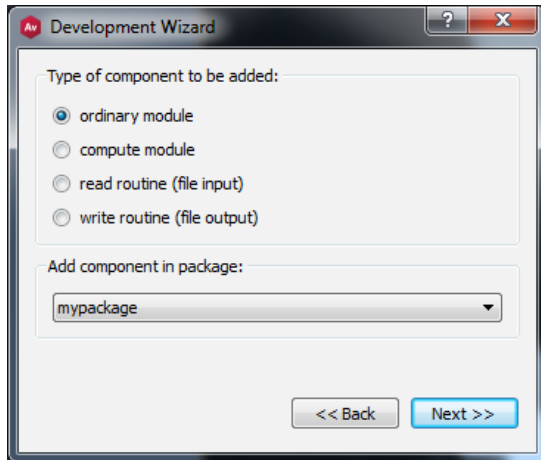 Av Development Wizard ? X
Type of component to be added:
ordinary module
compute module
read routine (file input)
write routine (file output)
Add component in package:
mypackage
<< Back Next >>